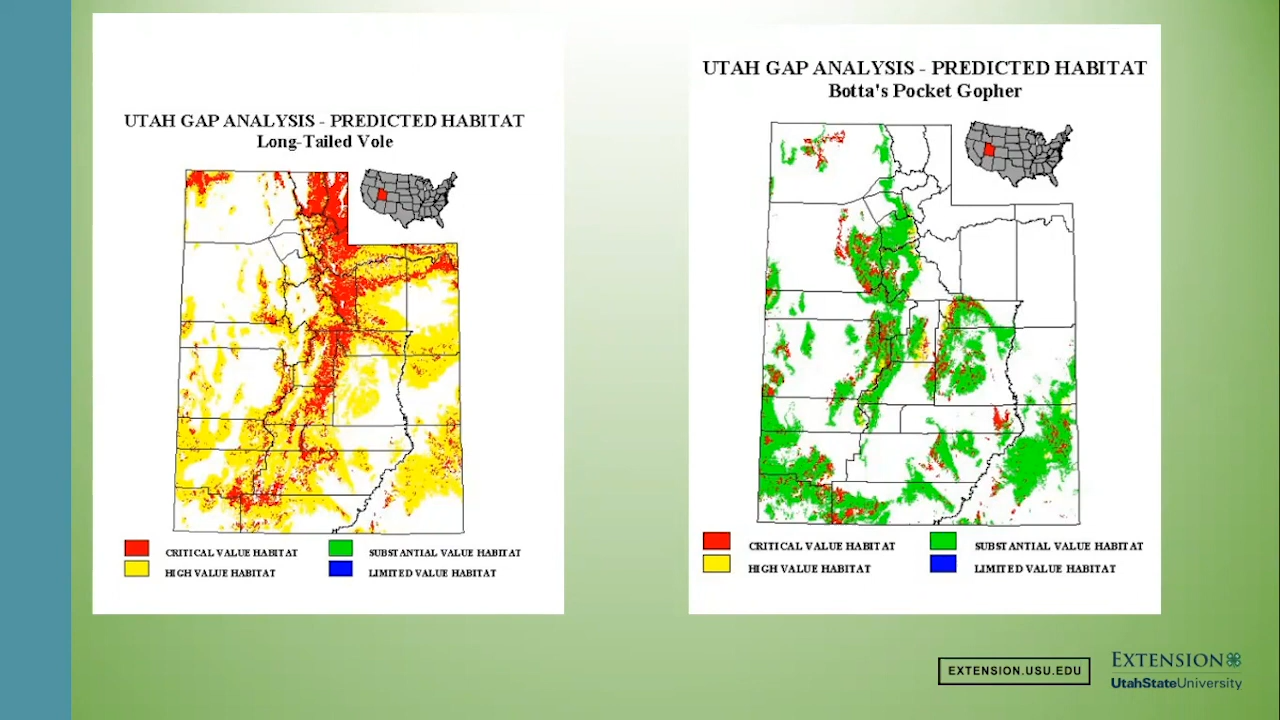 UTAH GAP ANALYSIS - PREDICTED HABITAT
Long-Tailed Vole
CRITICAL VALUE HABITAT
SUBSTANTIAL VALUE HABITAT
HIGH VALUE HABITAT
LIMITED VALUE HABITAT
UTAH GAP ANALYSIS - PREDICTED HABITAT
Botta's Pocket Gopher
CRITICAL VALUE HABITAT
SUBSTANTIAL VALUE HABITAT
HIGH VALUE HABITAT
LIMITED VALUE HABITAT
EXTENSION.USU.EDU
EXTENSION
UtahStateUniversity